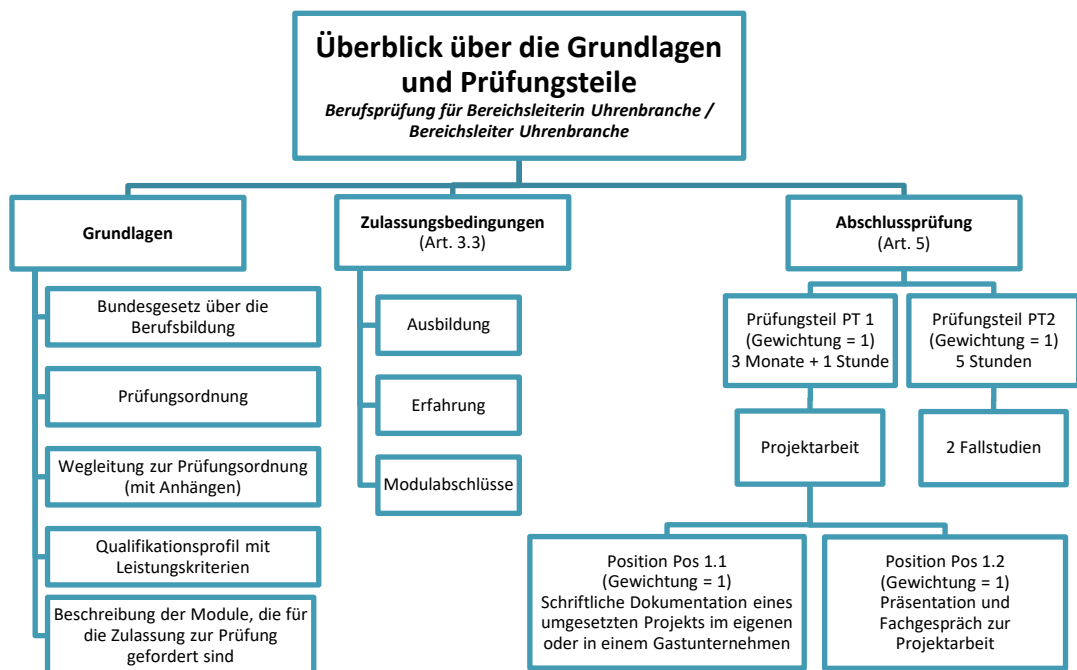 Überblick über die Grundlagen
und Prüfungsteile
Berufsprüfung für Bereichsleiterin Uhrenbranche /
Bereichsleiter Uhrenbranche
Grundlagen
Bundesgesetz über die
Berufsbildung
Prüfungsordnung
Wegleitung zur Prüfungsordnung
(mit Anhängen)
Qualifikationsprofil mit
Leistungskriterien
Beschreibung der Module, die für
die Zulassung zur Prüfung
gefordert sind
Zulassungsbedingungen
(Art. 3.3)
Ausbildung
Erfahrung
Modulabschlüsse
Abschlussprüfung
(Art. 5)
Prüfungsteil PT 1
(Gewichtung = 1)
3 Monate + 1 Stunde
Projektarbeit
Position Pos 1.1
(Gewichtung = 1)
Schriftliche Dokumentation eines
umgesetzten Projekts im eigenen
oder in einem Gastunternehmen
Position Pos 1.2
(Gewichtung = 1)
Präsentation und
Fachgespräch zur
Projektarbeit
Prüfungsteil PT2
(Gewichtung = 1)
5 Stunden
2 Fallstudien